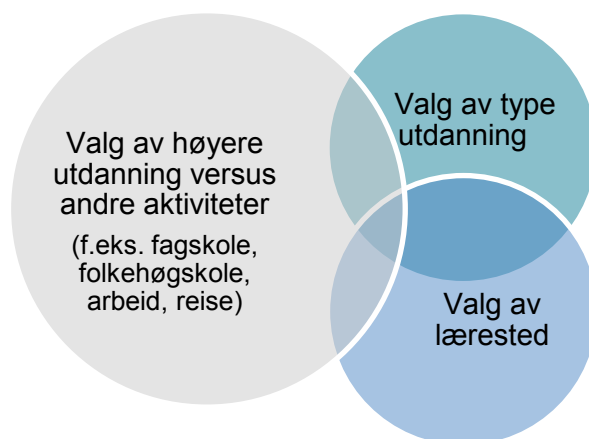 Valg av høyere
utdanning versus
andre aktiviteter
(f.eks. fagskole,
folkehøgskole,
arbeid, reise)
Valg av type
utdanning
Valg av
lærested